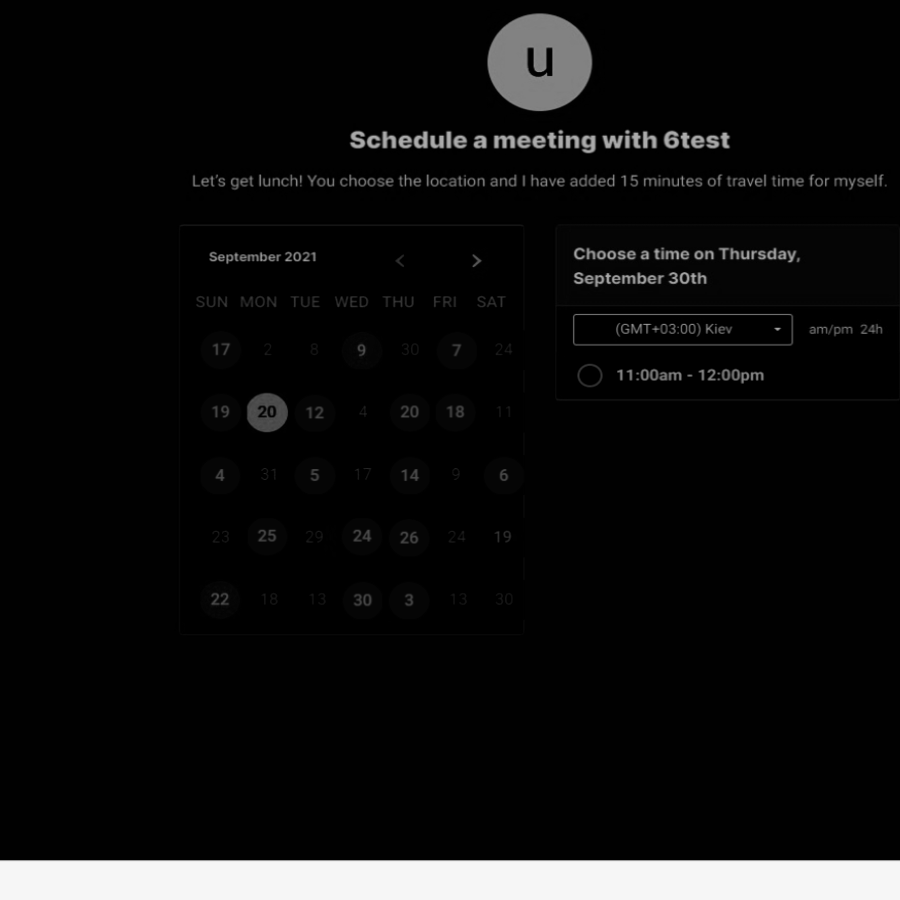 u
Schedule a meeting with 6test
Let's get lunch! You choose the location and I have added 15 minutes of travel time for myself.
September 2021 < >
SUN MON TUE WED THU FRI SAT
17 2 8 9 30 7 24
19 20 12 4 20 18 11
4 31 5 17 14 9 6
23 25 29 24 26 24 19
22 18 13 30 3 13 30
Choose a time on Thursday,
September 30th
(GMT+03:00) Kiev am/pm 24h
11:00am - 12:00pm